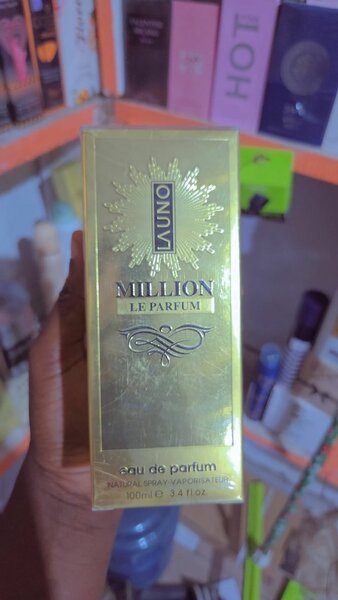 HOT
LAUNO
MILLION
LE PARFUM
eau de parfum
NATURAL SPRAY-VAPORISATEUR
100ml e 3.4 fl.oz